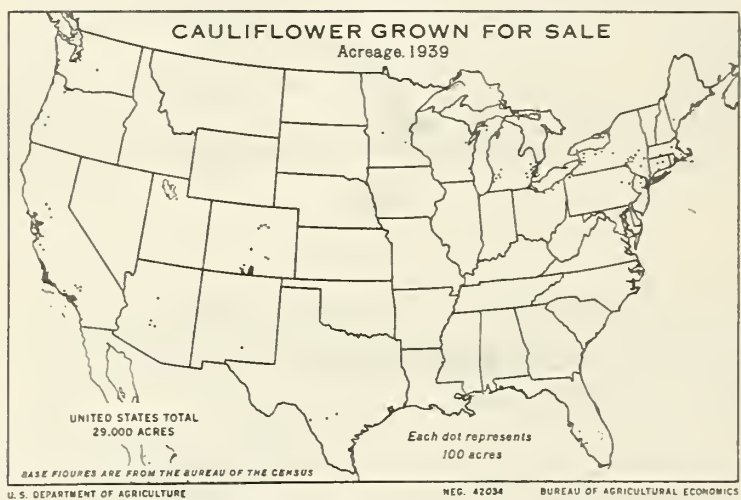 CAULIFLOWER GROWN FOR SALE
Acreage, 1939
UNITED STATES TOTAL
29,000 ACRES
Each dot represents
100 acres
BASE FIGURES ARE FROM THE BUREAU OF THE CENSUS
U. S. DEPARTMENT OF AGRICULTURE NEG. 42034 BUREAU OF AGRICULTURAL ECONOMICS